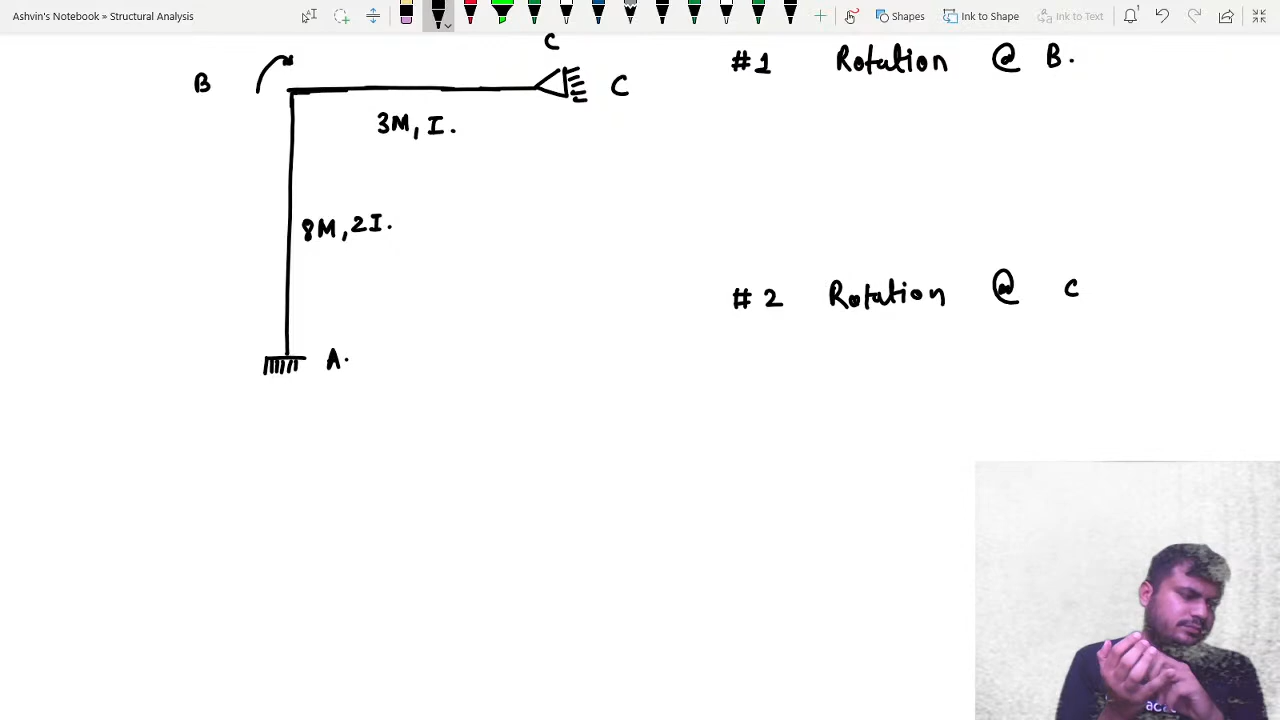 Ashvin's Notebook » Structural Analysis
Shapes
Ink to Shape
Ink to Text
C
B
C
#1 Rotation @ B.
3M, I.
8M, 2I.
#2 Rotation @ C
A.